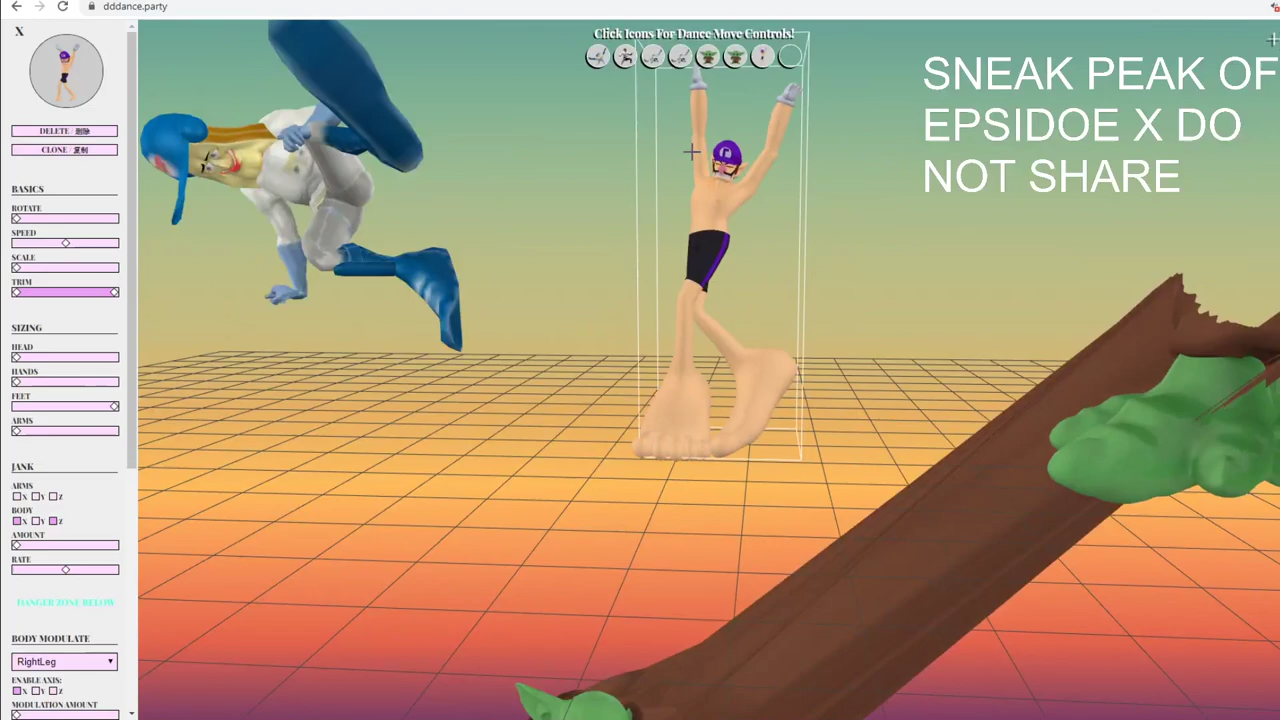 dddance.party
X
DELETE / 删除
CLONE / 复制
BASICS
ROTATE
SPEED
SCALE
TRIM
SIZING
HEAD
HANDS
FEET
ARMS
JANK
ARMS
X Y Z
BODY
X Y Z
AMOUNT
RATE
DANGER ZONE BELOW
BODY MODULATE
RightLeg
ENABLE AXIS:
X Y Z
MODULATION AMOUNT
Click Icons For Dance Move Controls!
SNEAK PEAK OF
EPSIDOE X DO
NOT SHARE